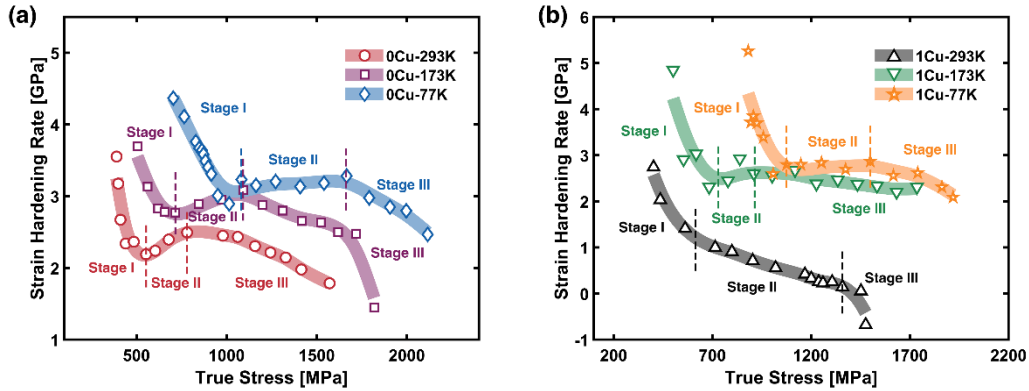 (a)
Strain Hardening Rate [GPa]
5
4
3
2
1
0Cu-293K
0Cu-173K
0Cu-77K
Stage I
Stage I
Stage II
Stage II
Stage III
Stage III
Stage I
Stage II
Stage III
500
1000
1500
2000
True Stress [MPa]
(b)
Strain Hardening Rate [GPa]
6
5
4
3
2
1
0
-1
1Cu-293K
1Cu-173K
1Cu-77K
Stage I
Stage II
Stage III
Stage I
Stage II
Stage III
Stage I
Stage II
Stage III
200
700
1200
1700
2200
True Stress [MPa]